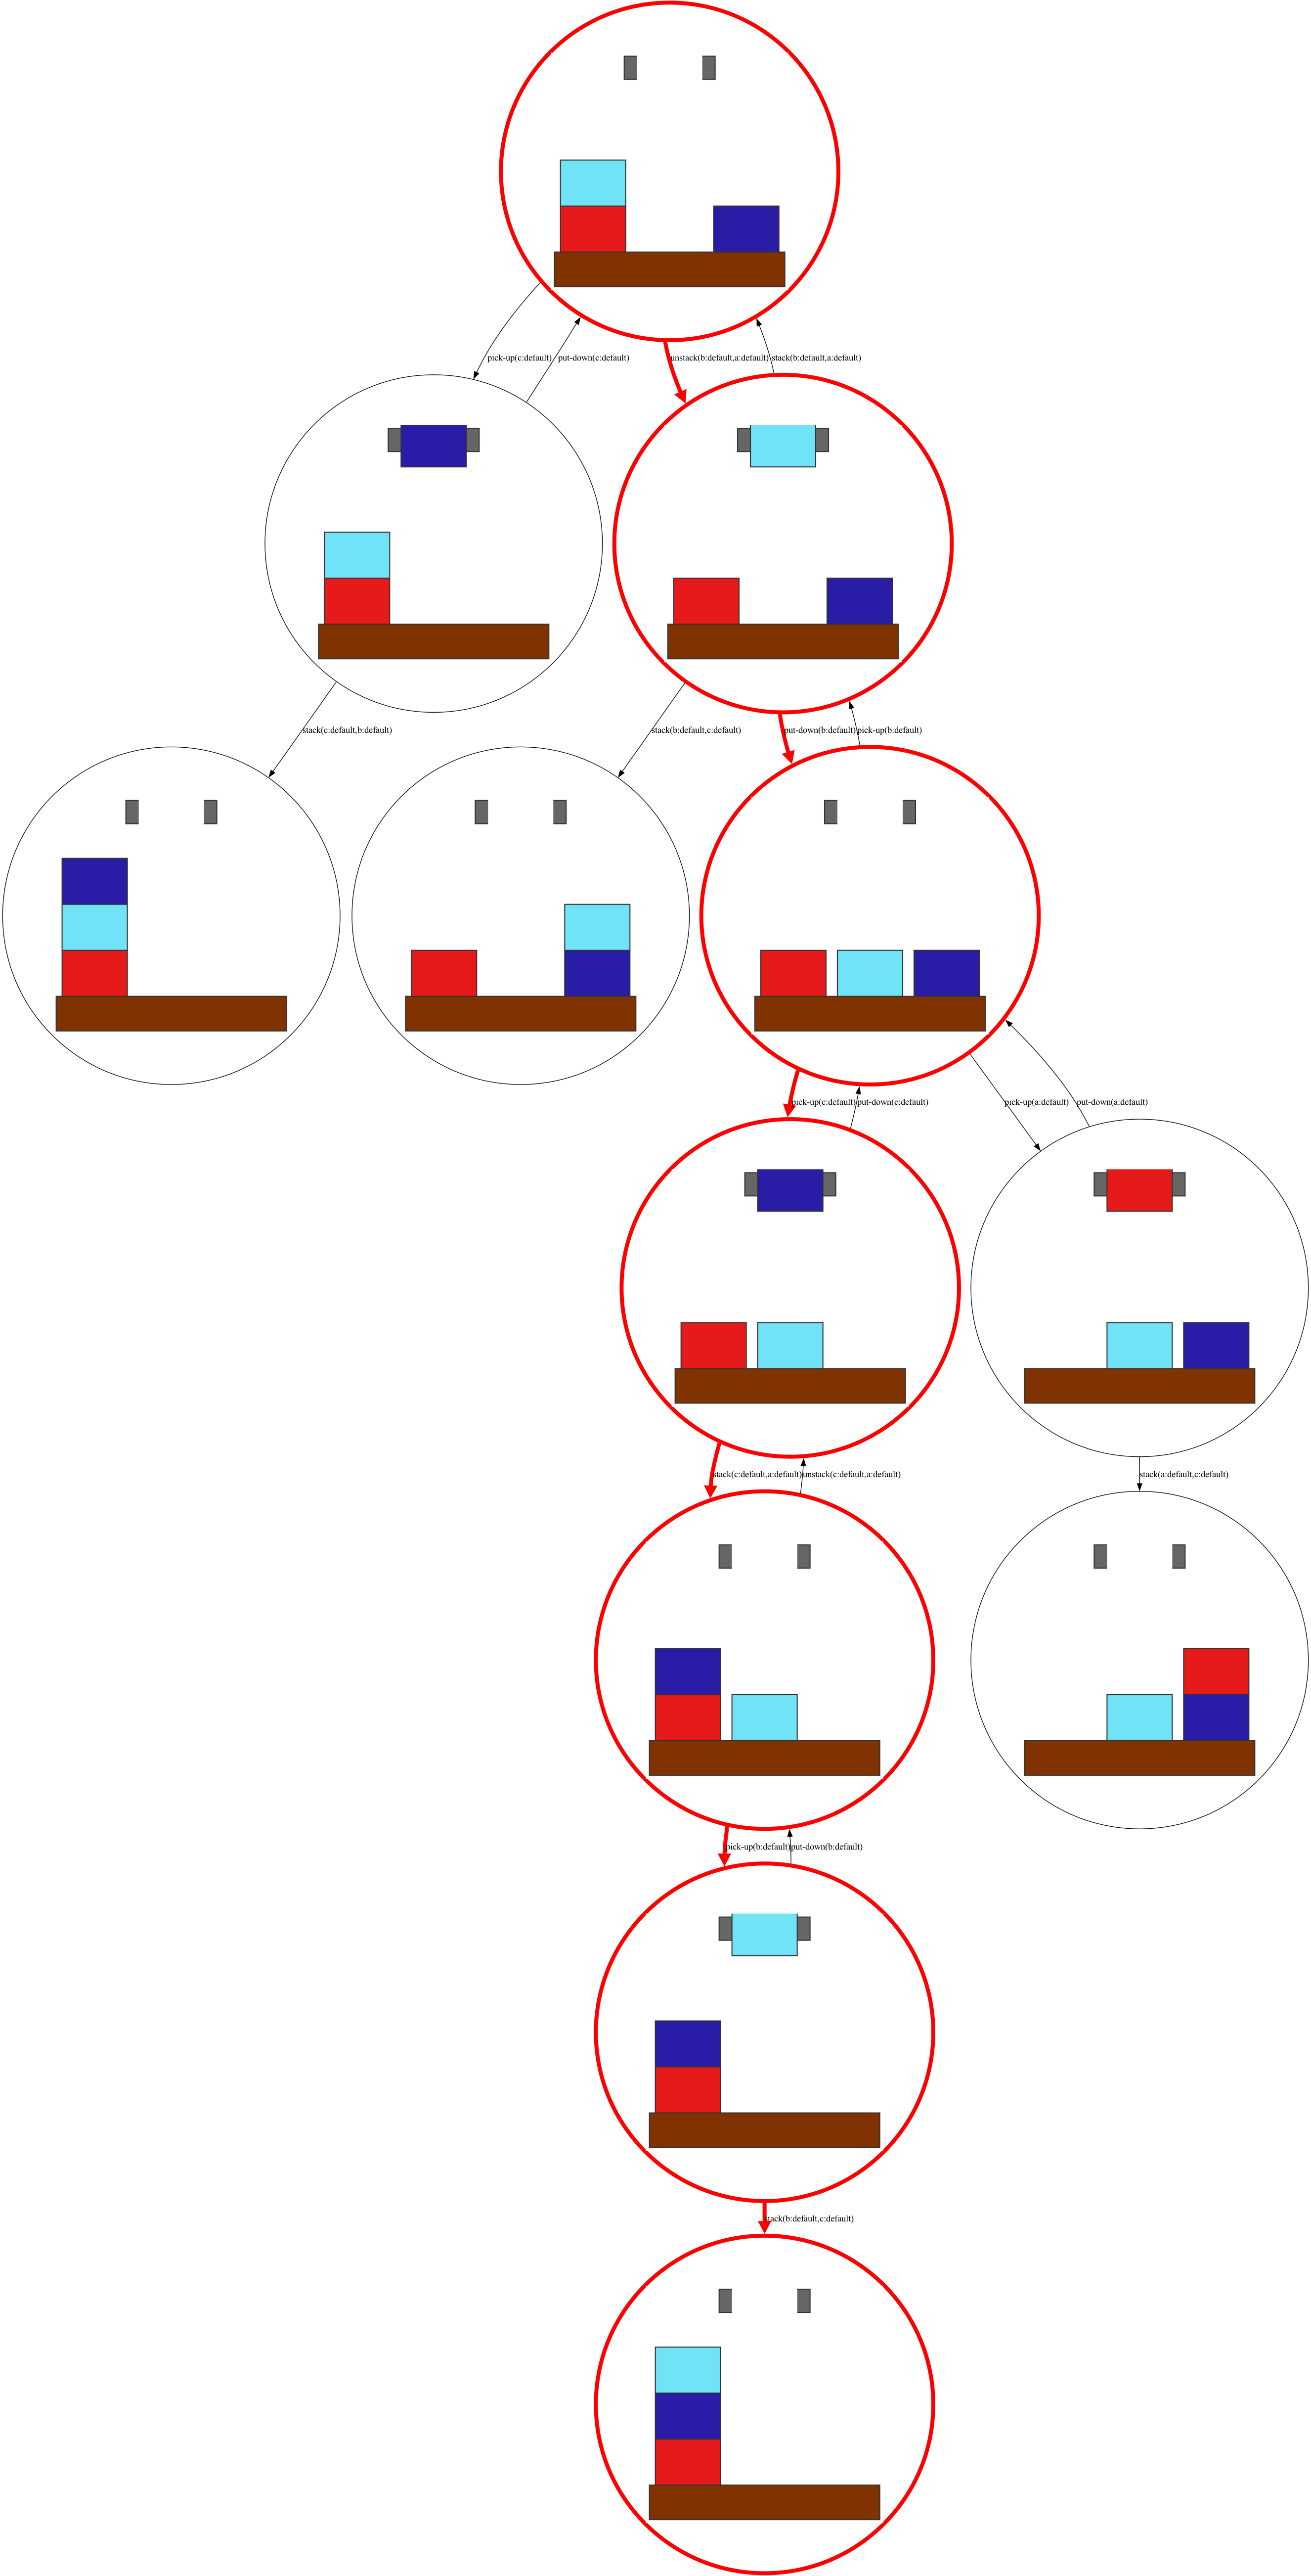 pick-up(c:default)
put-down(c:default)
unstack(b:default,a:default)
stack(b:default,a:default)
stack(c:default,b:default)
stack(b:default,c:default)
put-down(b:default)
pick-up(b:default)
pick-up(c:default)
put-down(c:default)
pick-up(a:default)
put-down(a:default)
stack(c:default,a:default)
unstack(c:default,a:default)
stack(a:default,c:default)
pick-up(b:default)
put-down(b:default)
stack(b:default,c:default)